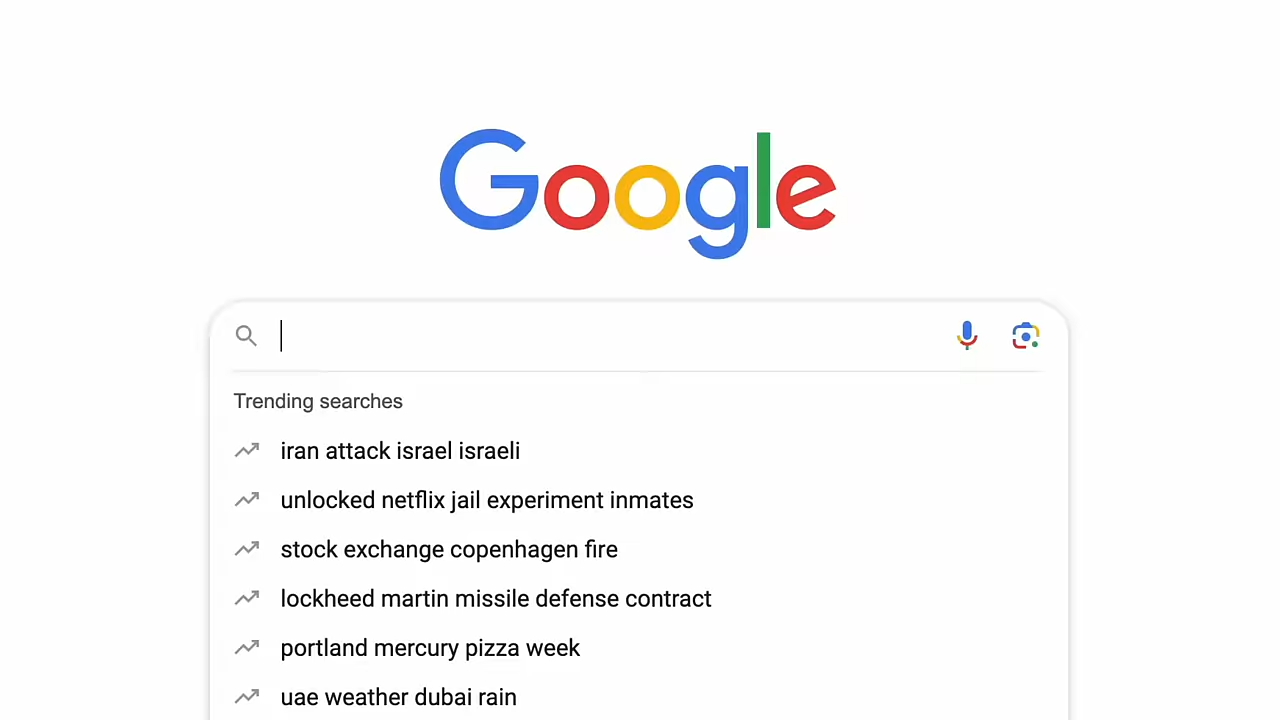 Google
Trending searches
iran attack israel israeli
unlocked netflix jail experiment inmates
stock exchange copenhagen fire
lockheed martin missile defense contract
portland mercury pizza week
uae weather dubai rain